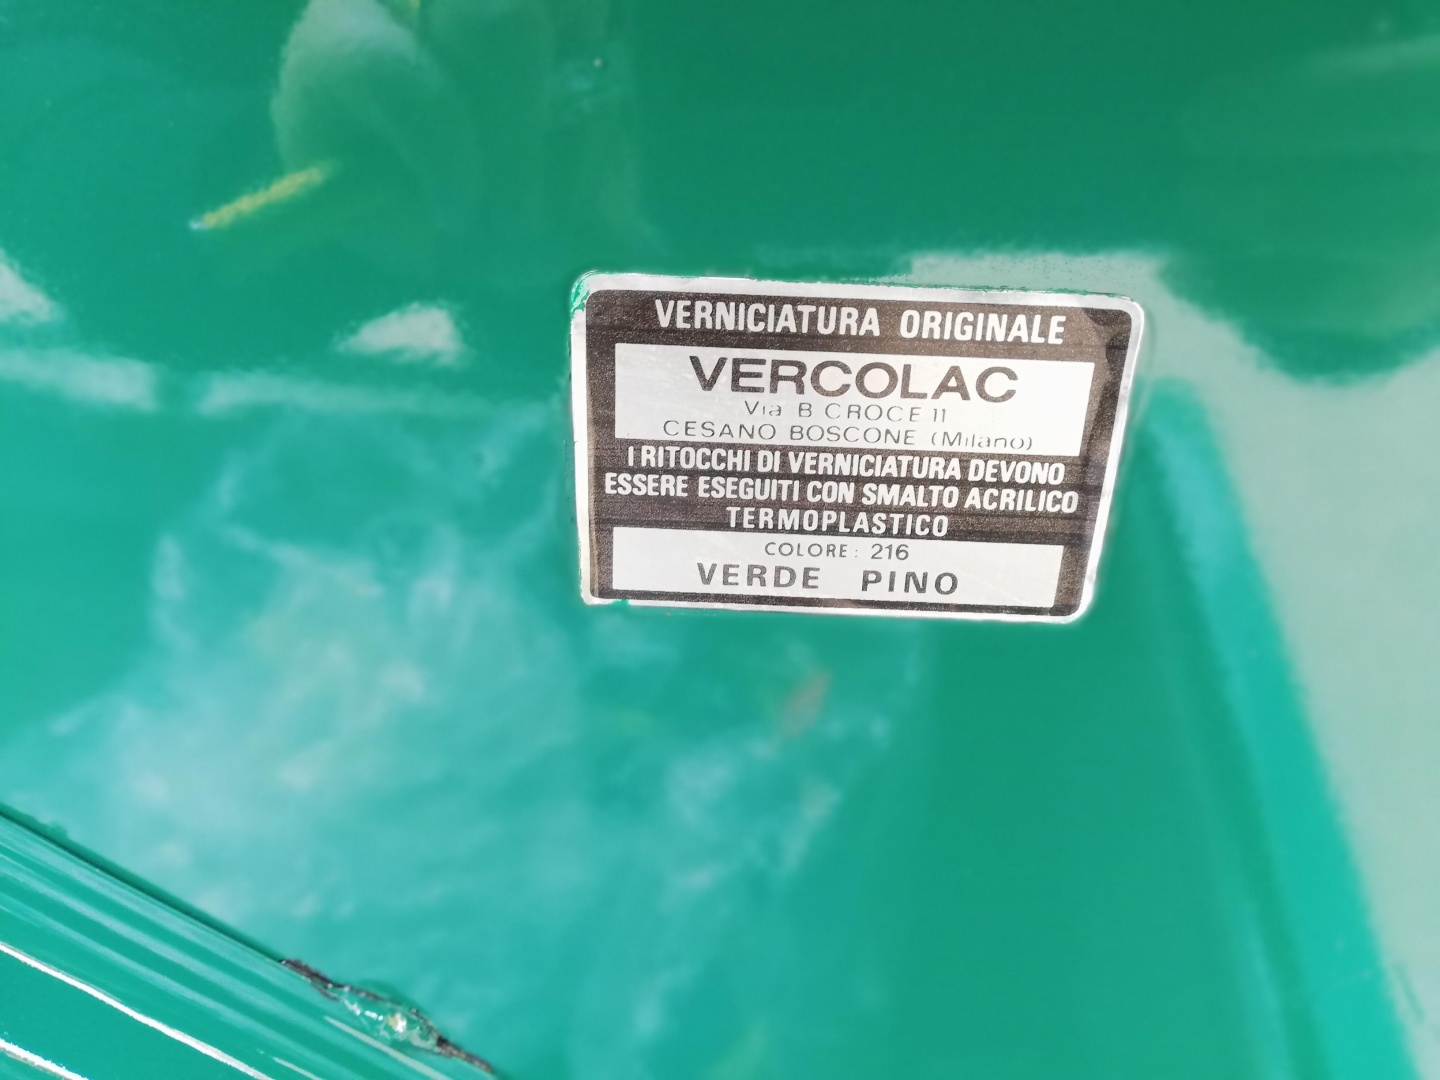 VERNICIATURA ORIGINALE
VERCOLAC
Via B CROCE 11
CESANO BOSCONE (Milano)
I RITOCCHI DI VERNICIATURA DEVONO
ESSERE ESEGUITI CON SMALTO ACRILICO
TERMOPLASTICO
COLORE: 216
VERDE PINO